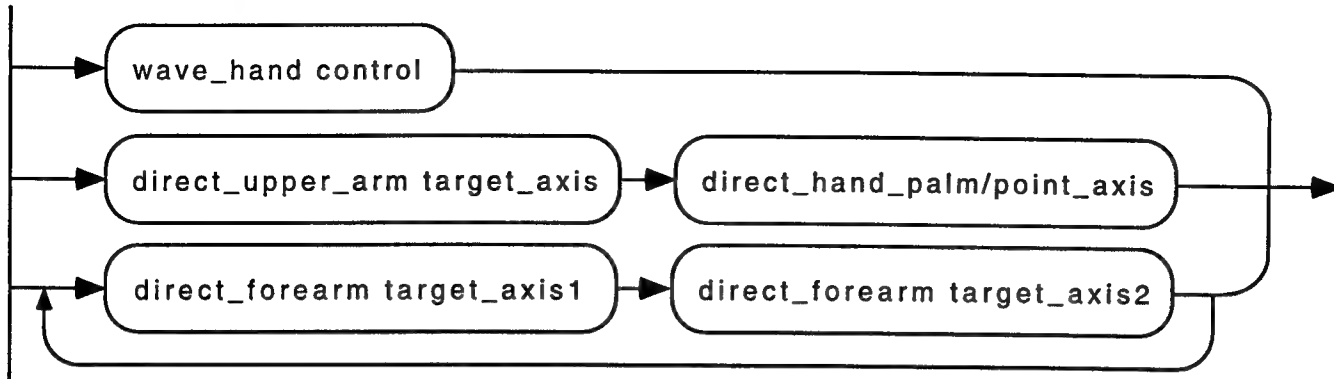 wave_hand control
direct_upper_arm target_axis
direct_hand_palm/point_axis
direct_forearm target_axis1
direct_forearm target_axis2